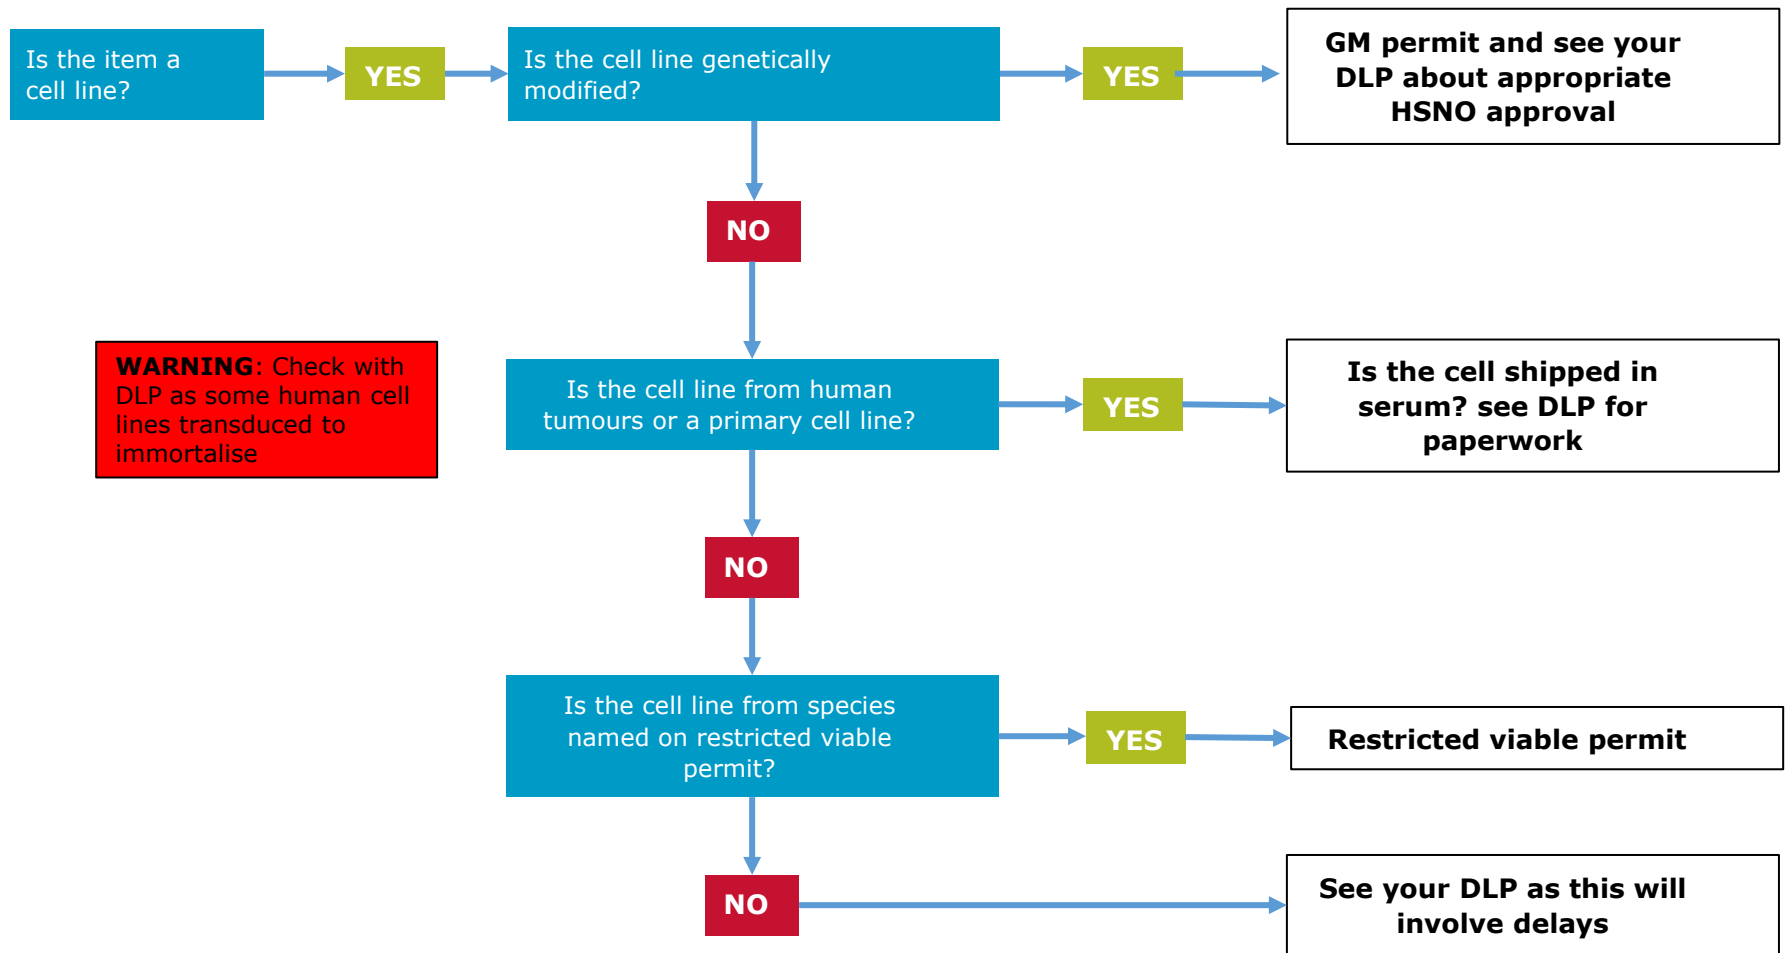 Is the item a
cell line?
YES
Is the cell line genetically
modified?
YES
GM permit and see your
DLP about appropriate
HSNO approval
NO
WARNING: Check with
DLP as some human cell
lines transduced to
immortalise
Is the cell line from human
tumours or a primary cell line?
YES
Is the cell shipped in
serum? see DLP for
paperwork
NO
Is the cell line from species
named on restricted viable
permit?
YES
Restricted viable permit
NO
See your DLP as this will
involve delays